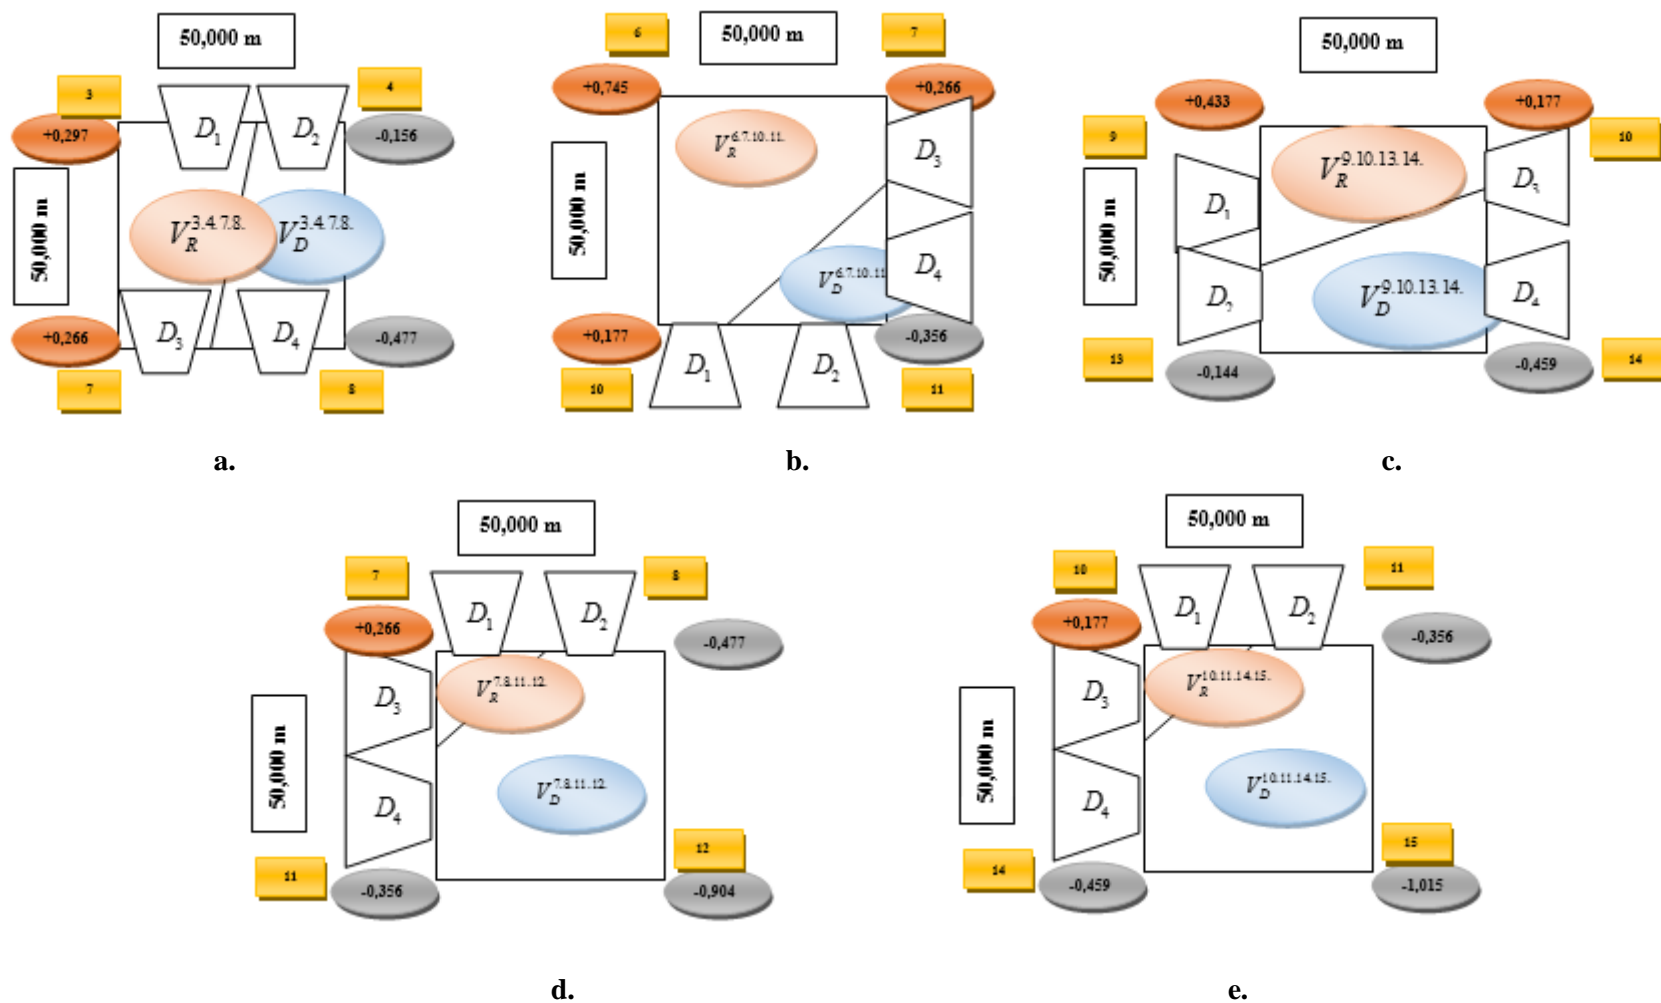 50,000 m
3
4
+0,297
D1
D2
-0,156
50,000 m
V_R^3.4.7.8.
V_D^3.4.7.8.
+0,266
D3
D4
-0,477
7
8
a.
6
50,000 m
7
+0,745
+0,266
V_R^6.7.10.11.
D3
50,000 m
V_D^6.7.10.11
D4
+0,177
-0,356
10
D1
D2
11
b.
50,000 m
+0,433
+0,177
9
10
V_R^9.10.13.14.
D3
D1
50,000 m
D2
V_D^9.10.13.14.
D4
13
-0,144
-0,459
14
c.
50,000 m
7
8
+0,266
D1
D2
-0,477
V_R^7.8.11.12.
D3
50,000 m
V_D^7.8.11.12.
D4
12
11
-0,356
-0,904
d.
50,000 m
10
11
+0,177
D1
D2
-0,356
V_R^10.11.14.15.
D3
50,000 m
V_D^10.11.14.15.
D4
15
14
-0,459
-1,015
e.